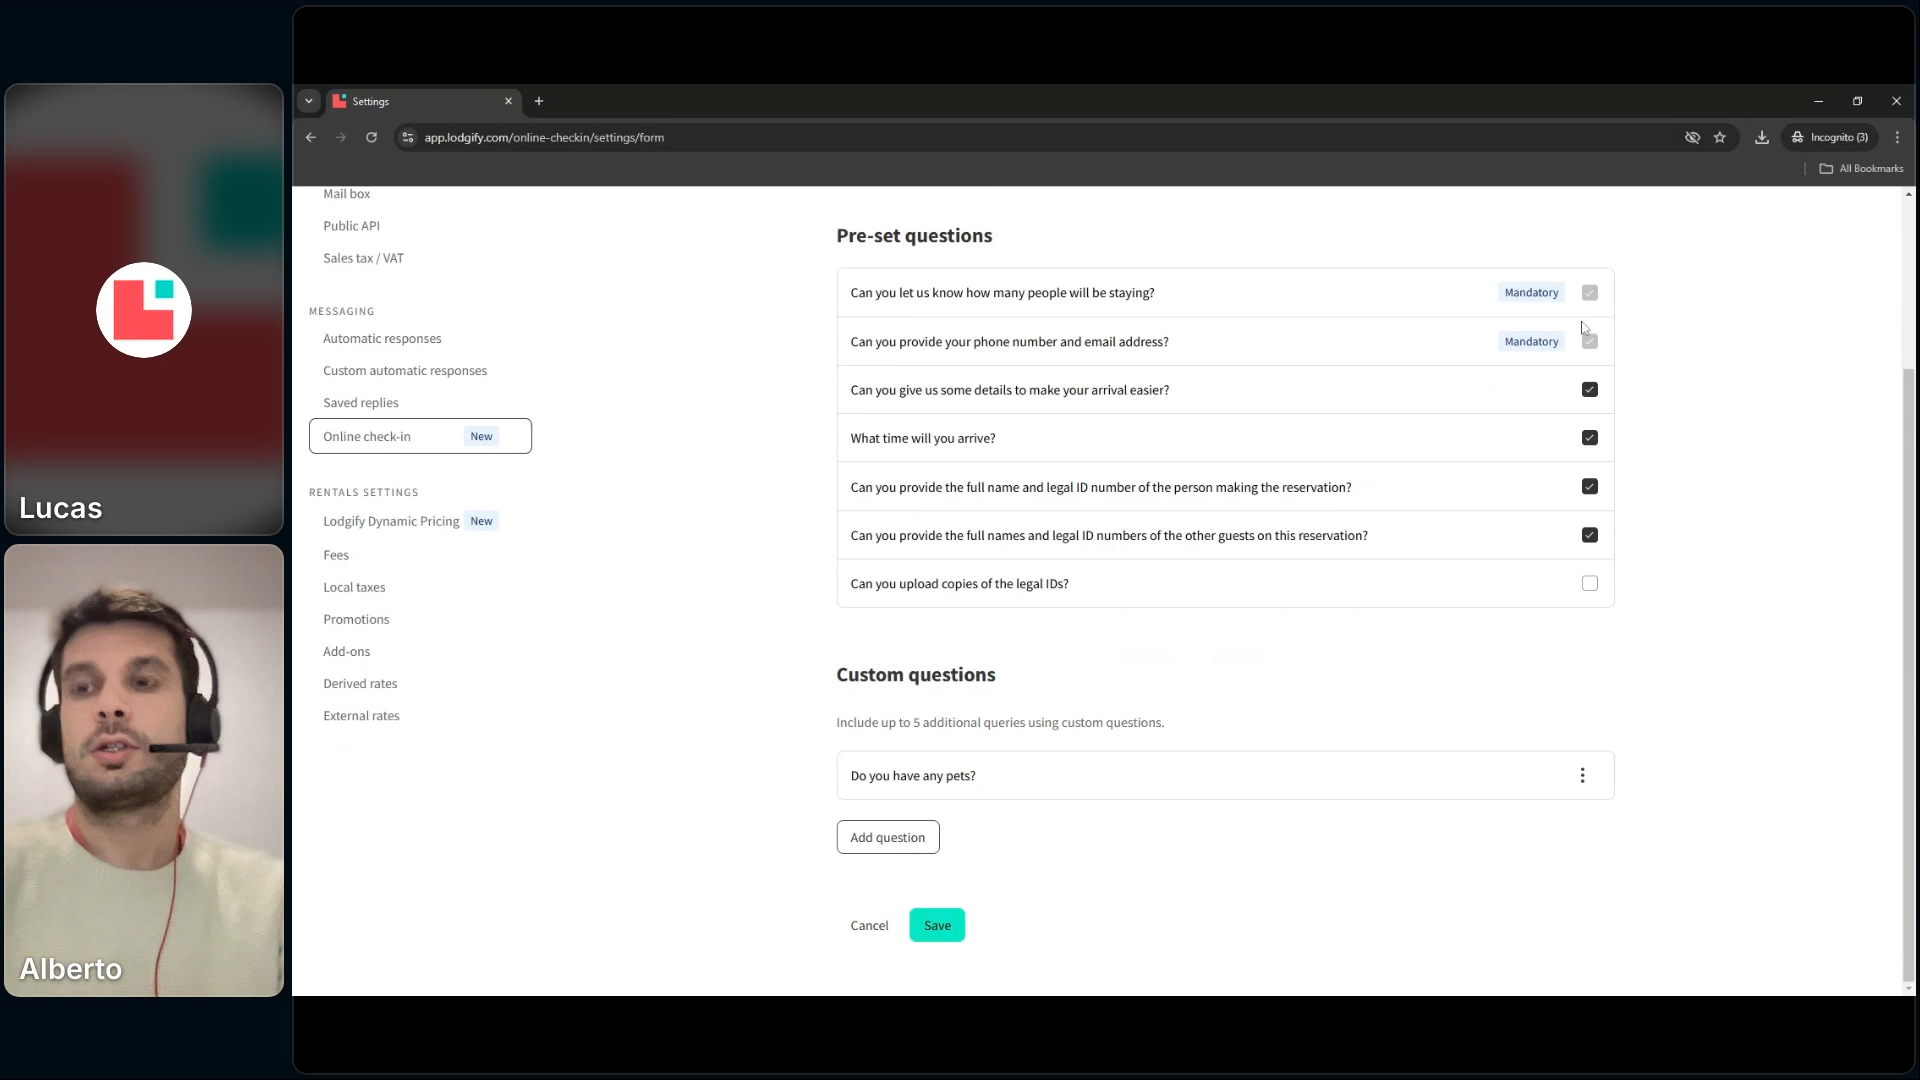 Settings
app.lodgify.com/online-checkin/settings/form
Incognito (3)
All Bookmarks
Mail box
Public API
Sales tax / VAT
MESSAGING
Automatic responses
Custom automatic responses
Saved replies
Online check-in New
RENTALS SETTINGS
Lodgify Dynamic Pricing New
Fees
Local taxes
Promotions
Add-ons
Derived rates
External rates
Pre-set questions
Can you let us know how many people will be staying? Mandatory
Can you provide your phone number and email address? Mandatory
Can you give us some details to make your arrival easier?
What time will you arrive?
Can you provide the full name and legal ID number of the person making the reservation?
Can you provide the full names and legal ID numbers of the other guests on this reservation?
Can you upload copies of the legal IDs?
Custom questions
Include up to 5 additional queries using custom questions.
Do you have any pets?
Add question
Cancel Save
Lucas
Alberto